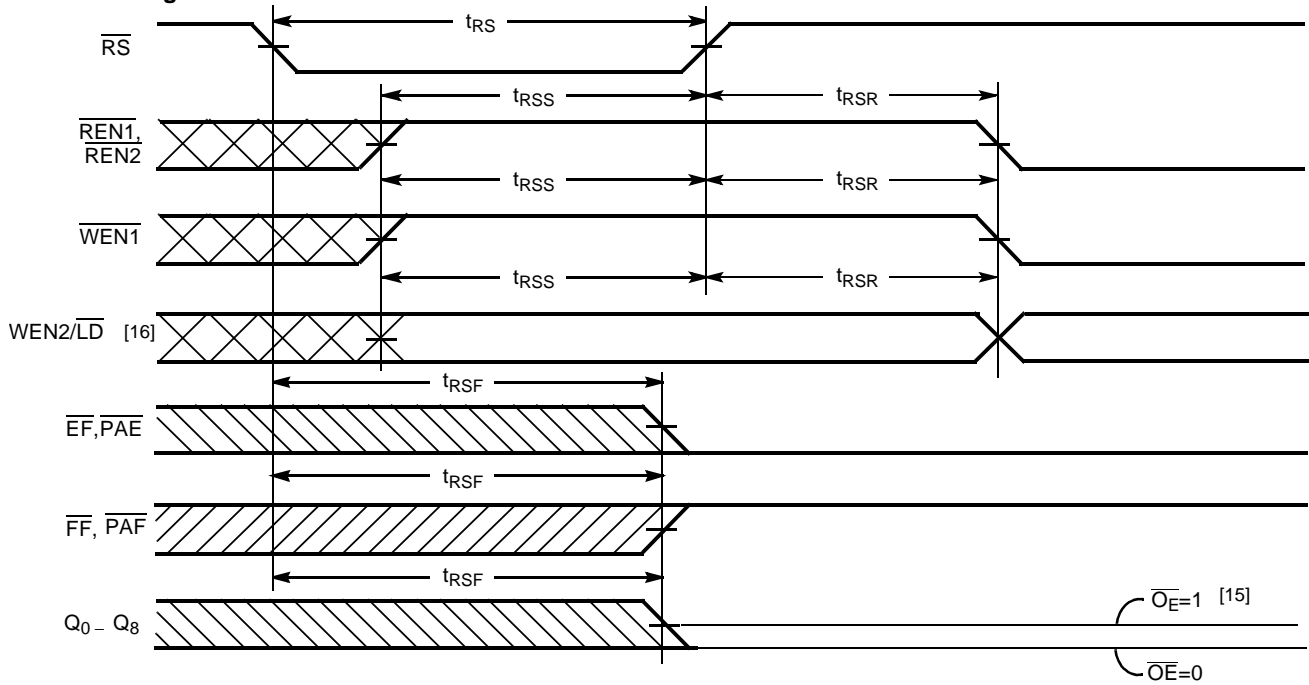 tRS
RS
tRSS
tRSR
REN1,
REN2
tRSS
tRSR
WEN1
tRSS
tRSR
WEN2/LD [16]
tRSF
EF,PAE
tRSF
FF, PAF
tRSF
OE=1 [15]
Q0 – Q8
OE=0